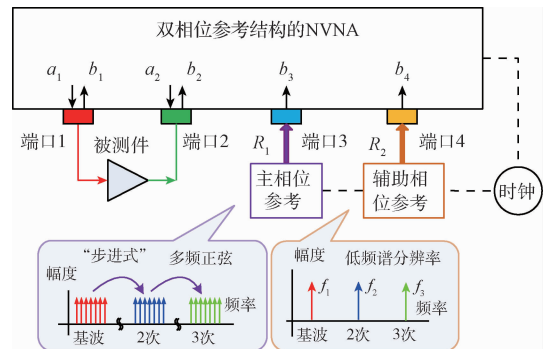 双相位参考结构的NVNA
a1 b1 a2 b2 b3 b4
端口1 被测件 端口2 R1 端口3 R2 端口4
主相位
参考
辅助相
位参考
时钟
“步进式” 多频正弦
幅度
频率
基波 2次 3次
幅度 低频谱分辨率
f1 f2 f3
频率
基波 2次 3次